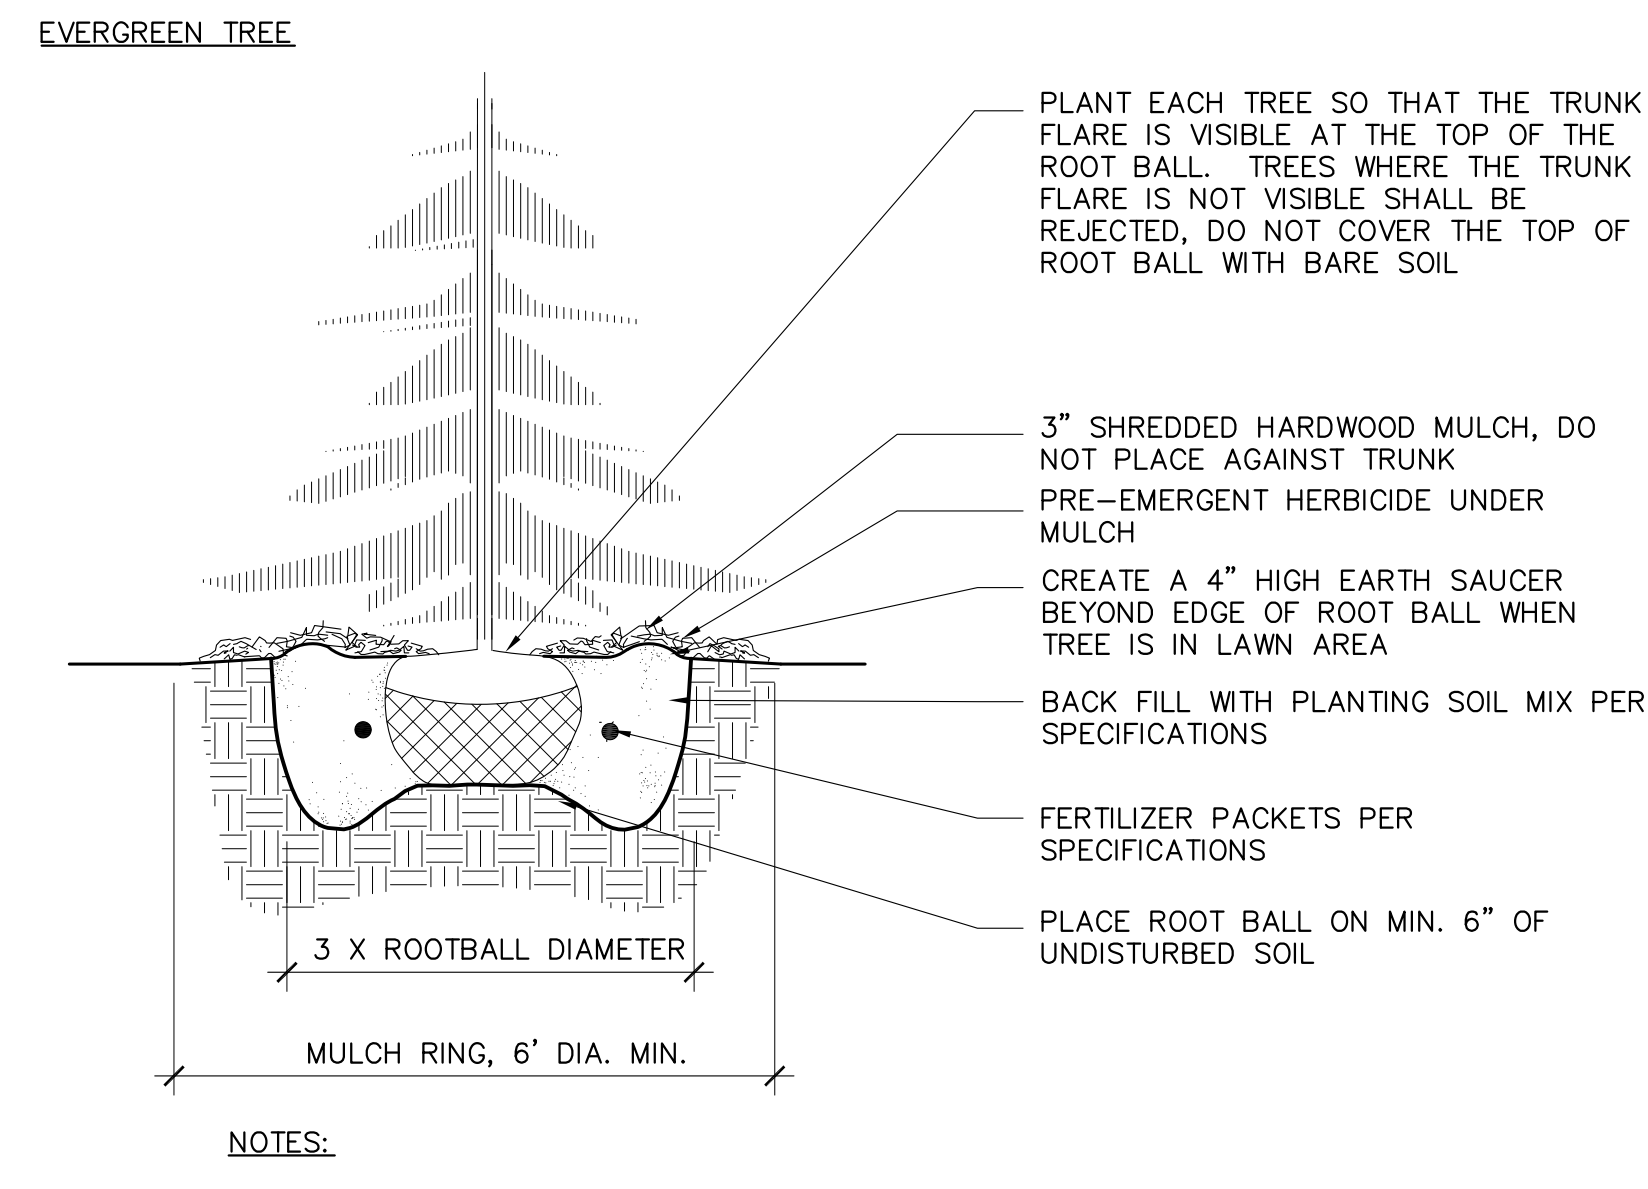 EVERGREEN TREE
PLANT EACH TREE SO THAT THE TRUNK
FLARE IS VISIBLE AT THE TOP OF THE
ROOT BALL. TREES WHERE THE TRUNK
FLARE IS NOT VISIBLE SHALL BE
REJECTED, DO NOT COVER THE TOP OF
ROOT BALL WITH BARE SOIL
3” SHREDDED HARDWOOD MULCH, DO
NOT PLACE AGAINST TRUNK
PRE–EMERGENT HERBICIDE UNDER
MULCH
CREATE A 4” HIGH EARTH SAUCER
BEYOND EDGE OF ROOT BALL WHEN
TREE IS IN LAWN AREA
BACK FILL WITH PLANTING SOIL MIX PER
SPECIFICATIONS
FERTILIZER PACKETS PER
SPECIFICATIONS
PLACE ROOT BALL ON MIN. 6” OF
UNDISTURBED SOIL
3 X ROOTBALL DIAMETER
MULCH RING, 6’ DIA. MIN.
NOTES: